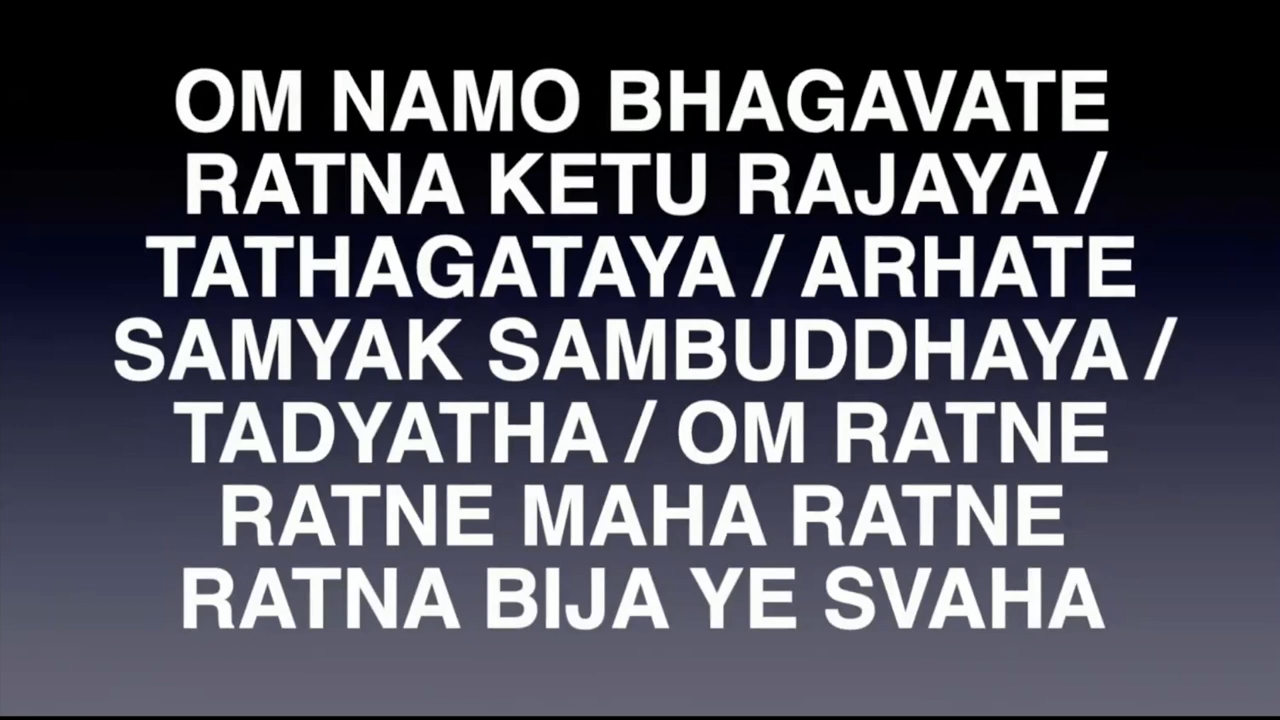 OM NAMO BHAGAVATE
RATNA KETU RAJAYA /
TATHAGATAYA / ARHATE
SAMYAK SAMBUDDHAYA /
TADYATHA / OM RATNE
RATNE MAHA RATNE
RATNA BIJA YE SVAHA